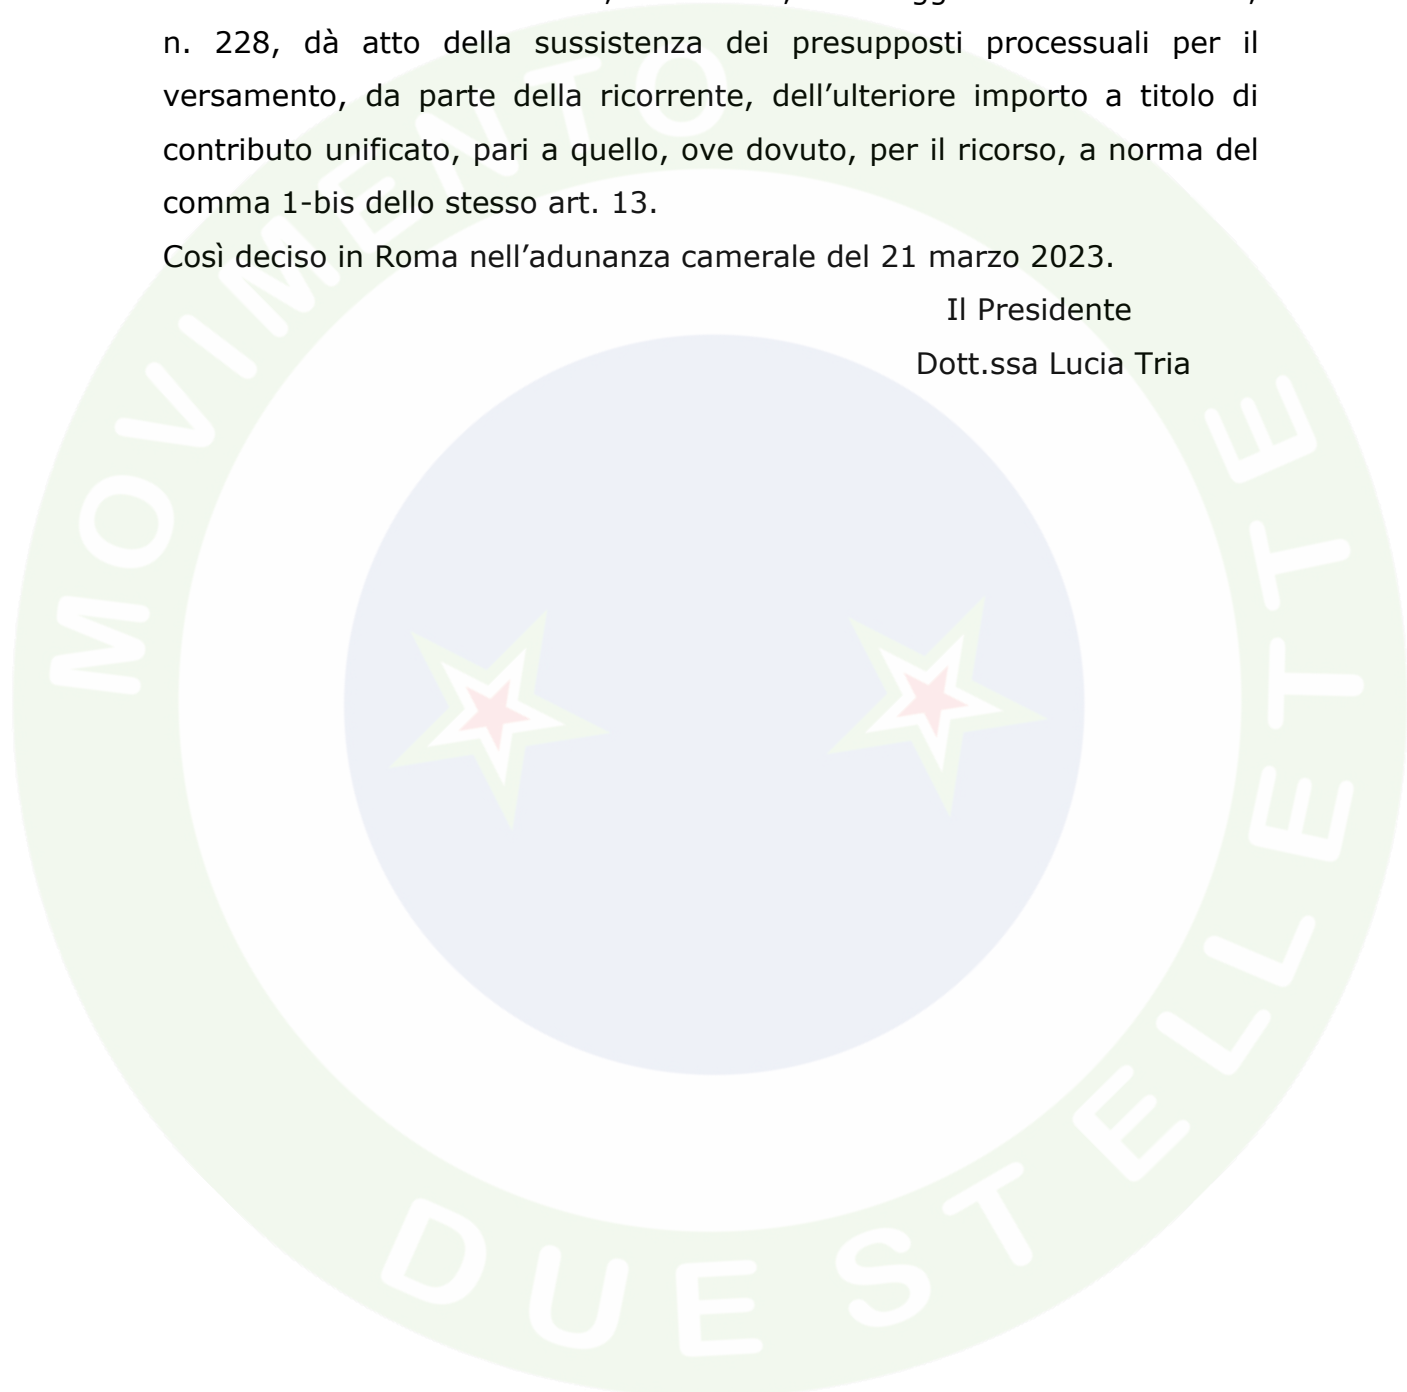 n. 228, dà atto della sussistenza dei presupposti processuali per il
versamento, da parte della ricorrente, dell’ulteriore importo a titolo di
contributo unificato, pari a quello, ove dovuto, per il ricorso, a norma del
comma 1-bis dello stesso art. 13.
Così deciso in Roma nell’adunanza camerale del 21 marzo 2023.
Il Presidente
Dott.ssa Lucia Tria
MOVIMENTO
DUE STELLETTE